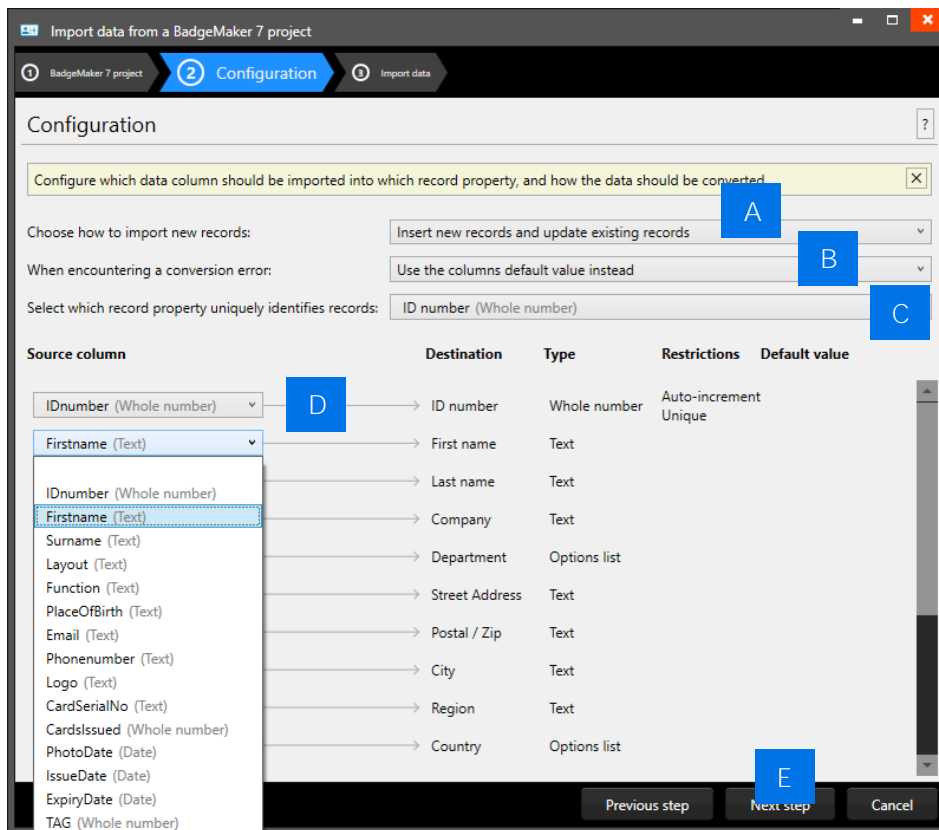 Import data from a BadgeMaker 7 project
1 BadgeMaker 7 project 2 Configuration 3 Import data
Configuration ?
Configure which data column should be imported into which record property, and how the data should be converted
A
Choose how to import new records: Insert new records and update existing records
B
When encountering a conversion error: Use the columns default value instead
Select which record property uniquely identifies records: ID number (Whole number) C
Source column Destination Type Restrictions Default value
IDnumber (Whole number) D ID number Whole number Auto-increment
Unique
Firstname (Text) First name Text
Last name Text
IDnumber (Whole number)
Firstname (Text) Company Text
Surname (Text)
Layout (Text) Department Options list
Function (Text) Street Address Text
PlaceOfBirth (Text)
Email (Text) Postal / Zip Text
Phonenumber (Text) City Text
Logo (Text)
CardSerialNo (Text) Region Text
CardsIssued (Whole number)
PhotoDate (Date) Country Options list
IssueDate (Date) E
ExpiryDate (Date) Previous step Next step Cancel
TAG (Whole number)